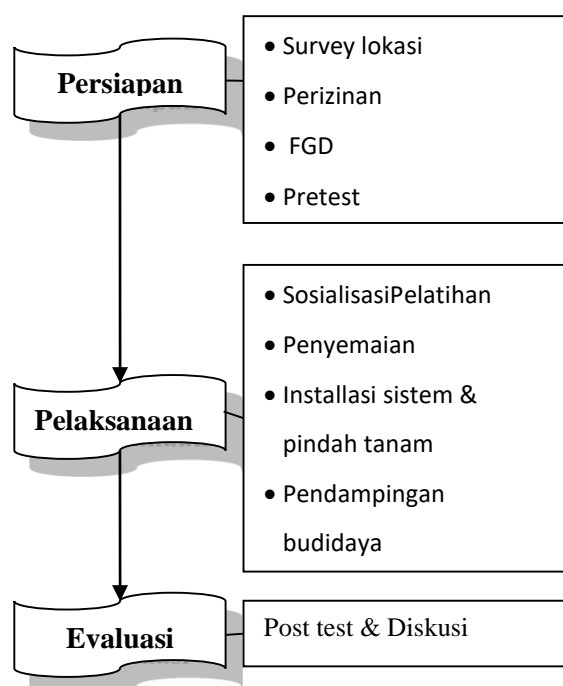 Persiapan
• Survey lokasi
• Perizinan
• FGD
• Pretest
Pelaksanaan
• SosialisasiPelatihan
• Penyemaian
• Installasi sistem &
pindah tanam
• Pendampingan
budidaya
Evaluasi
Post test & Diskusi